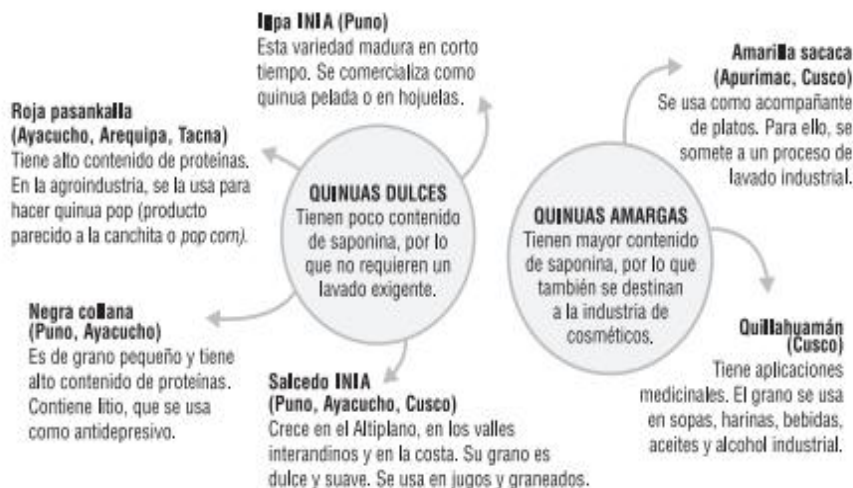 QUINUAS DULCES
Tienen poco contenido
de saponina, por lo
que no requieren un
lavado exigente.
Illpa INIA (Puno)
Esta variedad madura en corto
tiempo. Se comercializa como
quinua pelada o en hojuelas.
Roja pasankalla
(Ayacucho, Arequipa, Tacna)
Tiene alto contenido de proteínas.
En la agroindustria, se la usa para
hacer quinua pop (producto
parecido a la canchita o pop corn).
Negra collana
(Puno, Ayacucho)
Es de grano pequeño y tiene
alto contenido de proteínas.
Contiene litio, que se usa
como antidepresivo.
Salcedo INIA
(Puno, Ayacucho, Cusco)
Crece en el Altiplano, en los valles
interandinos y en la costa. Su grano es
dulce y suave. Se usa en jugos y graneados.
QUINUAS AMARGAS
Tienen mayor contenido
de saponina, por lo que
también se destinan
a la industria de
cosméticos.
Amarilla sacaca
(Apurímac, Cusco)
Se usa como acompañante
de platos. Para ello, se
somete a un proceso de
lavado industrial.
Quillahuamán
(Cusco)
Tiene aplicaciones
medicinales. El grano se usa
en sopas, harinas, bebidas,
aceites y alcohol industrial.